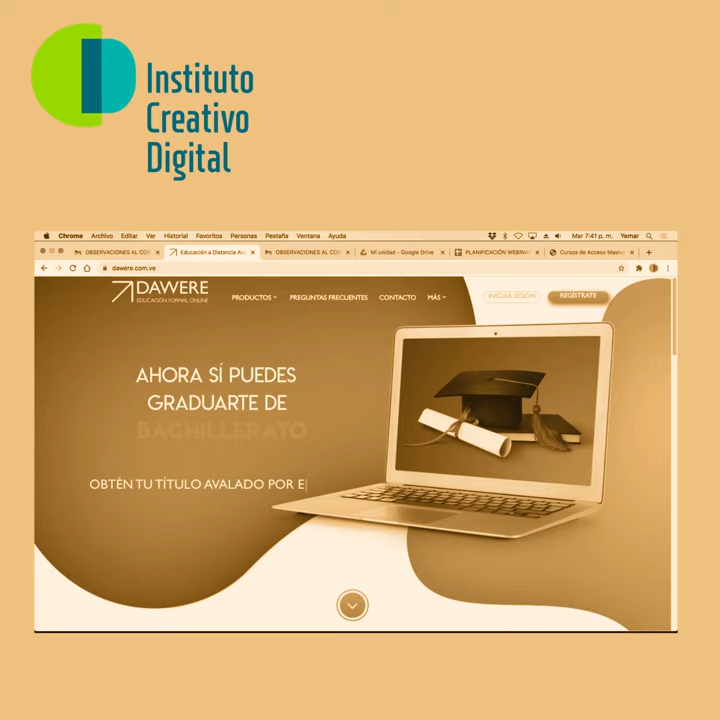 Instituto
Creativo
Digital
Chrome Archivo Editar Ver Historial Favoritos Personas Pestaña Ventana Ayuda
Mar 7:41 p. m. Yemar
OBSERVACIONES AL COR
Educación a Distancia
OBSERVACIONES AL COR
Mi unidad - Google Drive
PLANIFICACIÓN WEBINA
Cursos de Acceso
dawere.com.ve
DAWERE
EDUCACIÓN FORMAL ONLINE
PRODUCTOS PREGUNTAS FRECUENTES CONTACTO MÁS INICIAR SESIÓN REGÍSTRATE
AHORA SÍ PUEDES
GRADUARTE DE
BACHILLERATO
OBTÉN TU TÍTULO AVALADO POR E